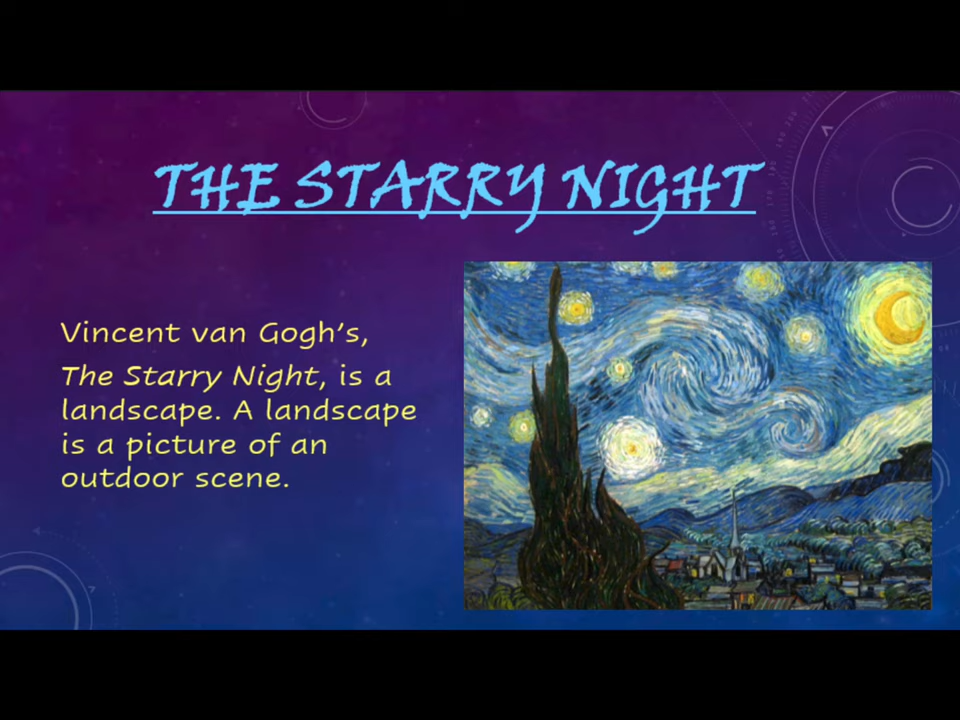 THE STARRY NIGHT
Vincent van Gogh’s,
The Starry Night, is a
landscape. A landscape
is a picture of an
outdoor scene.